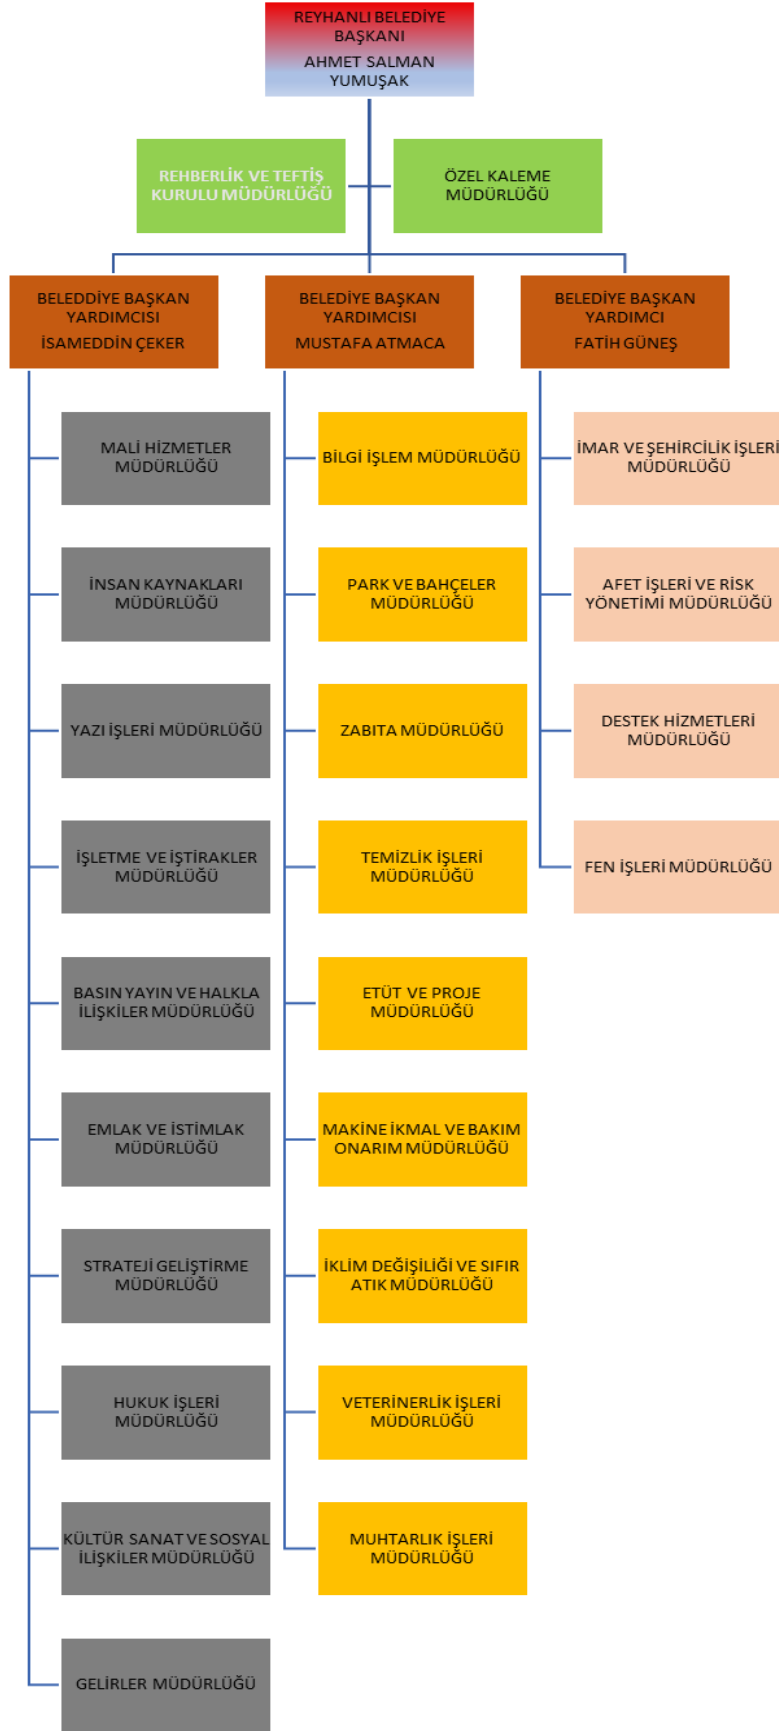 REYHANLI BELEDİYE
BAŞKANI
AHMET SALMAN
YUMUŞAK
REHBERLİK VE TEFTİŞ
KURULU MÜDÜRLÜĞÜ
ÖZEL KALEME
MÜDÜRLÜĞÜ
BELEDDİYE BAŞKAN
YARDIMCISI
İSAMEDDİN ÇEKER
MALİ HİZMETLER
MÜDÜRLÜĞÜ
İNSAN KAYNAKLARI
MÜDÜRLÜĞÜ
YAZI İŞLERİ MÜDÜRLÜĞÜ
İŞLETME VE İŞTİRAKLER
MÜDÜRLÜĞÜ
BASIN YAYIN VE HALKLA
İLİŞKİLER MÜDÜRLÜĞÜ
EMLAK VE İSTİMLAK
MÜDÜRLÜĞÜ
STRATEJİ GELİŞTİRME
MÜDÜRLÜĞÜ
HUKUK İŞLERİ
MÜDÜRLÜĞÜ
KÜLTÜR SANAT VE SOSYAL
İLİŞKİLER MÜDÜRLÜĞÜ
GELİRLER MÜDÜRLÜĞÜ
BELEDİYE BAŞKAN
YARDIMCISI
MUSTAFA ATMACA
BİLGİ İŞLEM MÜDÜRLÜĞÜ
PARK VE BAHÇELER
MÜDÜRLÜĞÜ
ZABITA MÜDÜRLÜĞÜ
TEMİZLİK İŞLERİ
MÜDÜRLÜĞÜ
ETÜT VE PROJE
MÜDÜRLÜĞÜ
MAKİNE İKMAL VE BAKIM
ONARIM MÜDÜRLÜĞÜ
İKLİM DEĞİŞİLİĞİ VE SIFIR
ATIK MÜDÜRLÜĞÜ
VETERİNERLİK İŞLERİ
MÜDÜRLÜĞÜ
MUHTARLIK İŞLERİ
MÜDÜRLÜĞÜ
BELEDİYE BAŞKAN
YARDIMCI
FATİH GÜNEŞ
İMAR VE ŞEHİRCİLİK İŞLERİ
MÜDÜRLÜĞÜ
AFET İŞLERİ VE RİSK
YÖNETİMİ MÜDÜRLÜĞÜ
DESTEK HİZMETLERİ
MÜDÜRLÜĞÜ
FEN İŞLERİ MÜDÜRLÜĞÜ